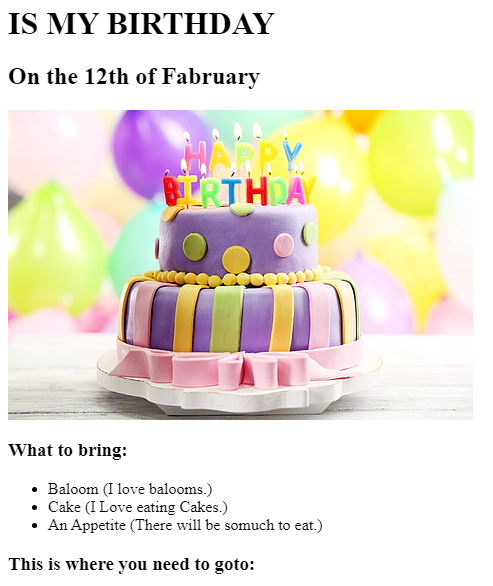 IS MY BIRTHDAY
On the 12th of Fabruary
HAPPY
BIRTHDAY
What to bring:
Baloom (I love balooms.)
Cake (I Love eating Cakes.)
An Appetite (There will be somuch to eat.)
This is where you need to goto: